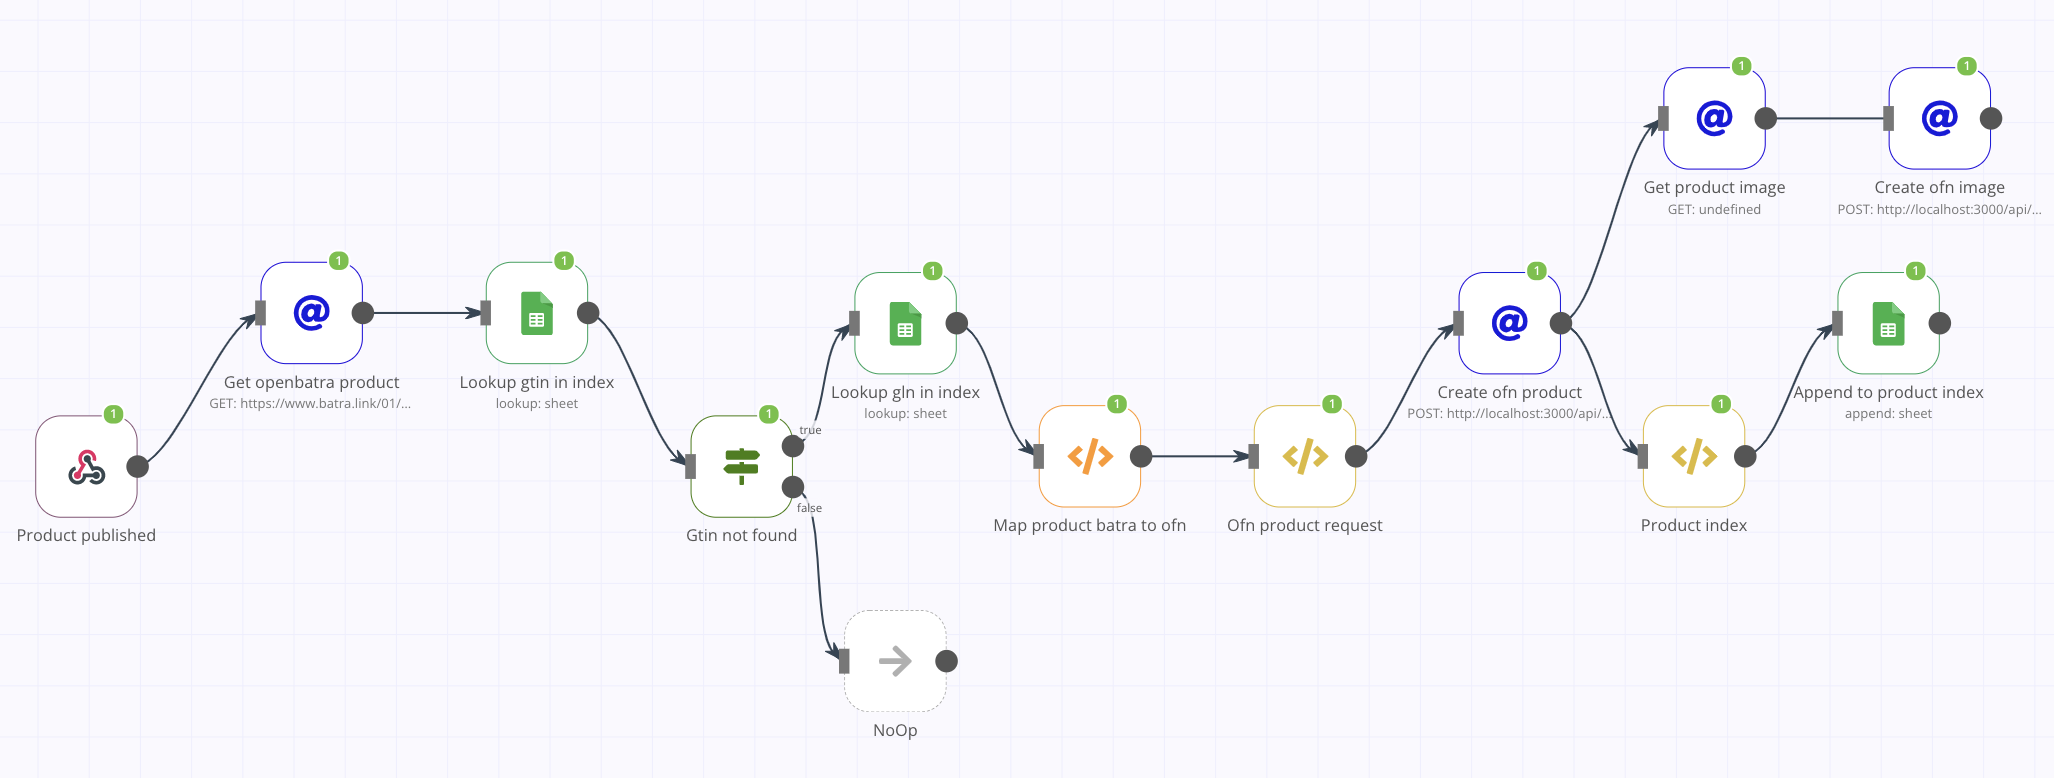 1
1
Get product image
GET: undefined
Create ofn image
POST: http://localhost:3000/api/...
1
1
1
1
1
Get openbatra product
GET: https://www.batra.link/01/...
Lookup gtin in index
lookup: sheet
Lookup gln in index
lookup: sheet
Create ofn product
POST: http://localhost:3000/api/...
Append to product index
append: sheet
1
1
1
1
1
true
false
Product published
Gtin not found
Map product batra to ofn
Ofn product request
Product index
NoOp